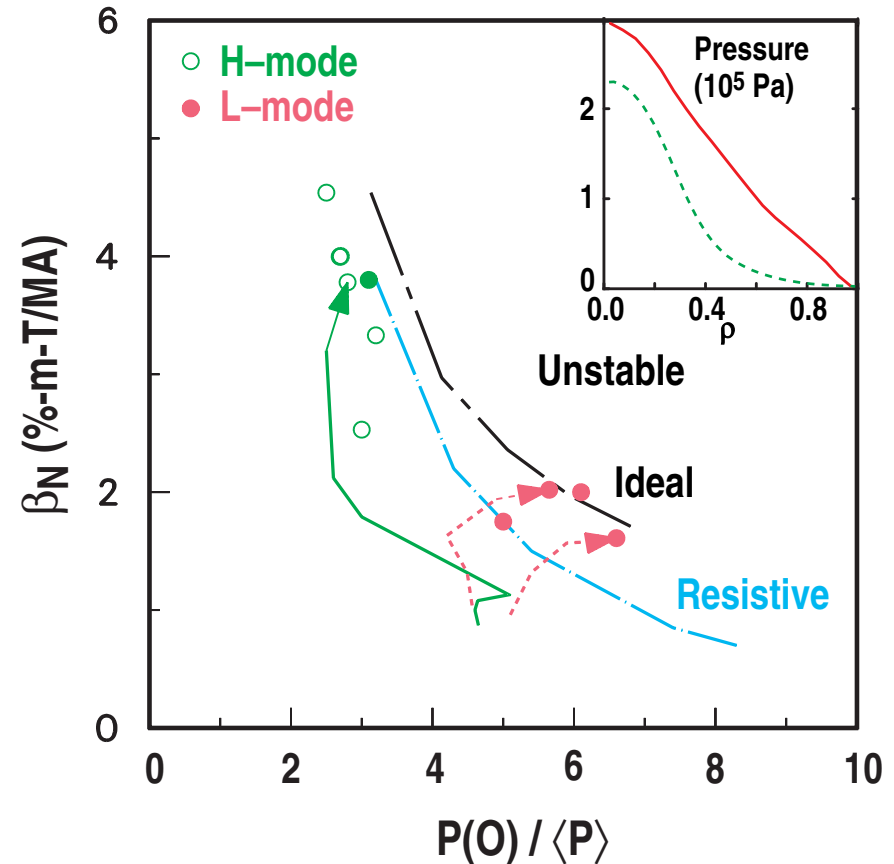 6
H–mode
L–mode
Pressure
(10⁵ Pa)
2
1
0
0.0 0.4 0.8
ρ
4
Unstable
2
Ideal
Resistive
0
0 2 4 6 8 10
βN (%-m-T/MA)
P(O) / ⟨P⟩